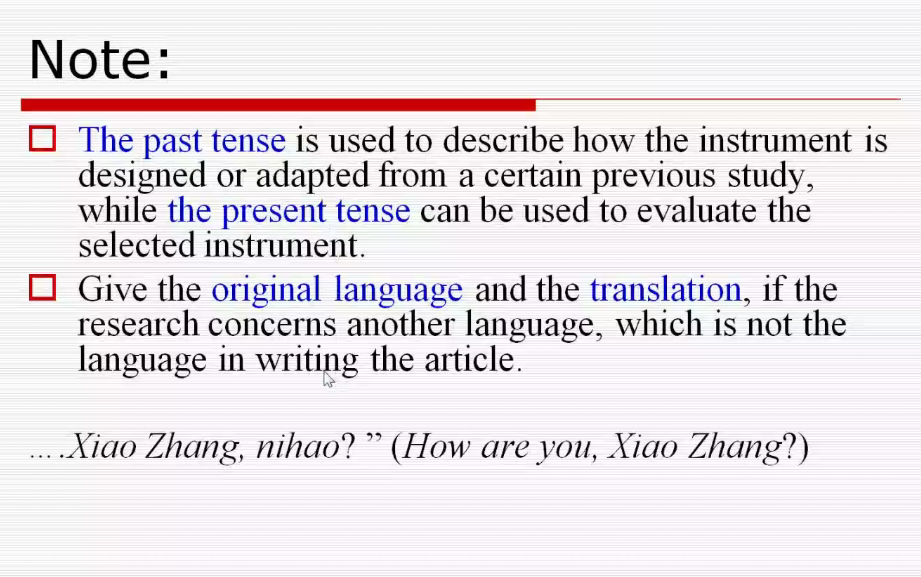 Note:
The past tense is used to describe how the instrument is
designed or adapted from a certain previous study,
while the present tense can be used to evaluate the
selected instrument.
Give the original language and the translation, if the
research concerns another language, which is not the
language in writing the article.
....Xiao Zhang, nihao? ” (How are you, Xiao Zhang?)